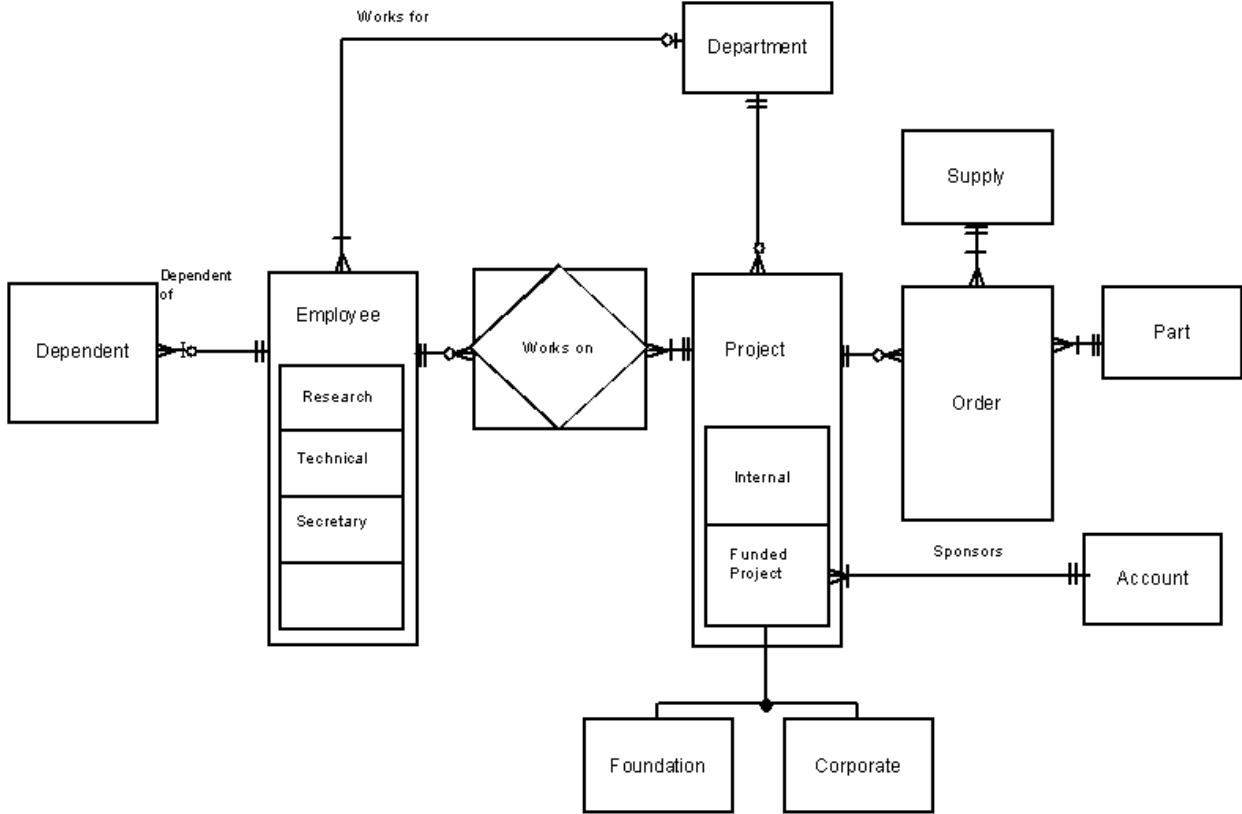 Works for
Department
Supply
Dependent
of
Employee
Dependent
Works on
Project
Part
Order
Research
Technical
Secretary
Internal
Funded
Project
Sponsors
Account
Foundation
Corporate